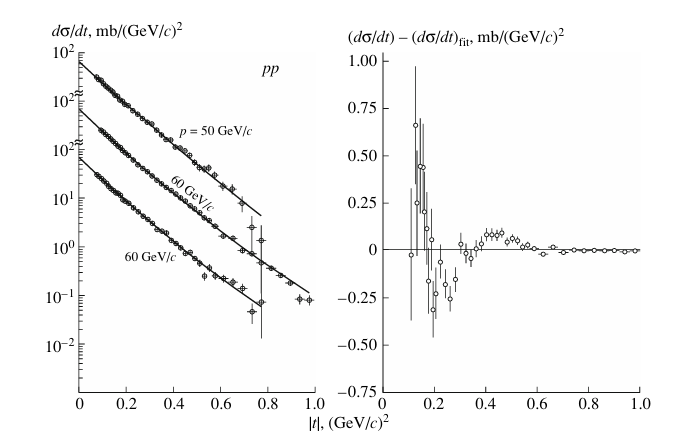 dσ/dt, mb/(GeV/c)²
(dσ/dt) – (dσ/dt)fit, mb/(GeV/c)²
pp
10²
10²
10²
10¹
10⁰
10⁻¹
10⁻²
p = 50 GeV/c
60 GeV/c
60 GeV/c
0 0.2 0.4 0.6 0.8 1.0
1.00
0.75
0.50
0.25
0
−0.25
−0.50
−0.75
0 0.2 0.4 0.6 0.8 1.0
|t|, (GeV/c)²